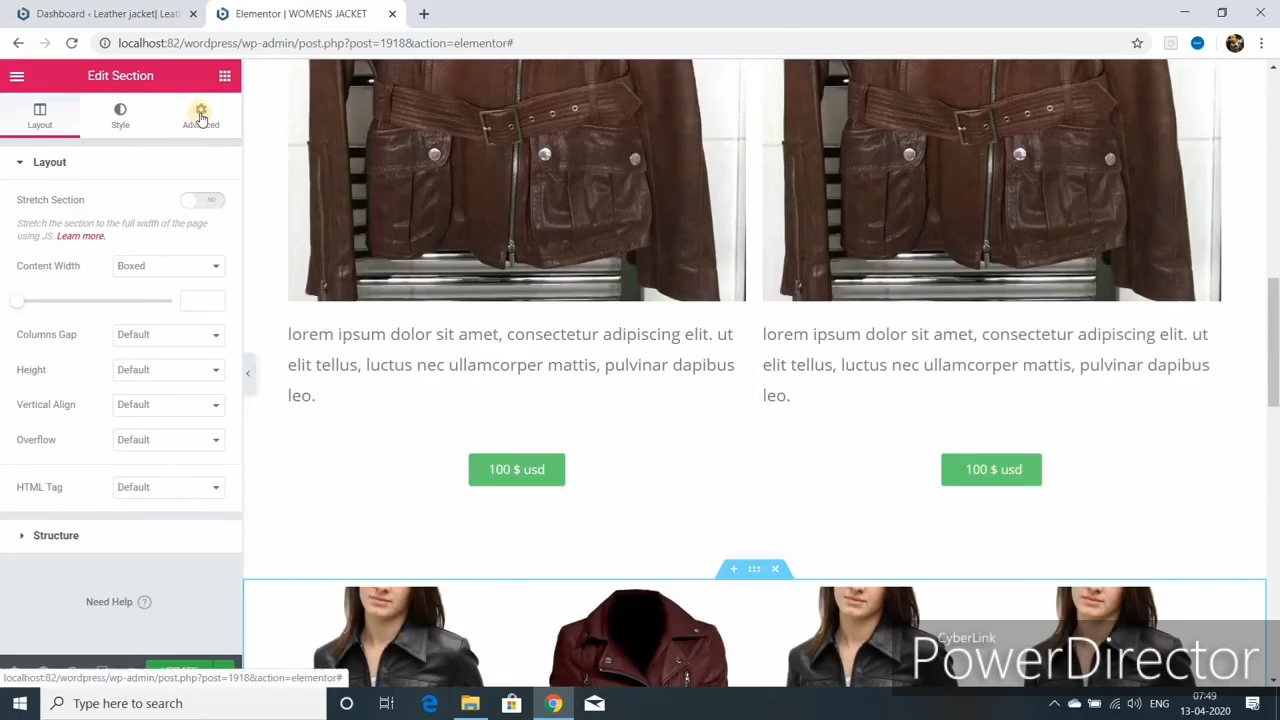 Dashboard ‹ Leather jacket| Leat
Elementor | WOMENS JACKET
localhost:82/wordpress/wp-admin/post.php?post=1918&action=elementor#
Edit Section
Layout
Style
Advanced
Layout
Stretch Section
NO
Stretch the section to the full width of the page
using JS. Learn more.
Content Width
Boxed
Columns Gap
Default
Height
Default
Vertical Align
Default
Overflow
Default
HTML Tag
Default
Structure
Need Help
lorem ipsum dolor sit amet, consectetur adipiscing elit. ut
elit tellus, luctus nec ullamcorper mattis, pulvinar dapibus
leo.
100 $ usd
lorem ipsum dolor sit amet, consectetur adipiscing elit. ut
elit tellus, luctus nec ullamcorper mattis, pulvinar dapibus
leo.
100 $ usd
CyberLink
PowerDirector
localhost:82/wordpress/wp-admin/post.php?post=1918&action=elementor#
Type here to search
ENG
07:49
13-04-2020